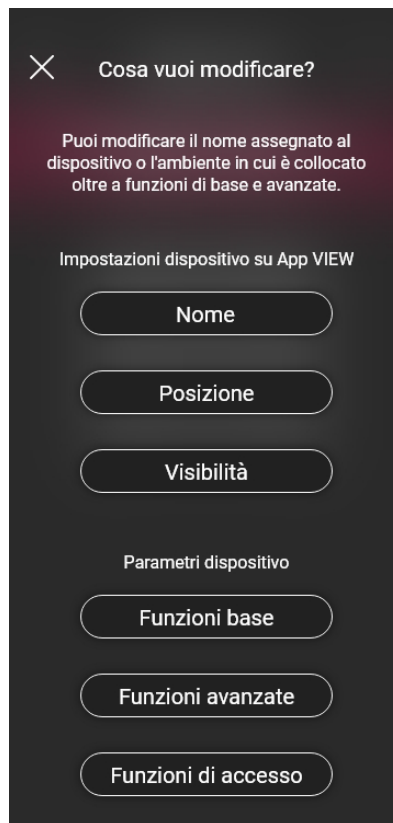 Cosa vuoi modificare?
Puoi modificare il nome assegnato al
dispositivo o l'ambiente in cui è collocato
oltre a funzioni di base e avanzate.
Impostazioni dispositivo su App VIEW
Nome
Posizione
Visibilità
Parametri dispositivo
Funzioni base
Funzioni avanzate
Funzioni di accesso